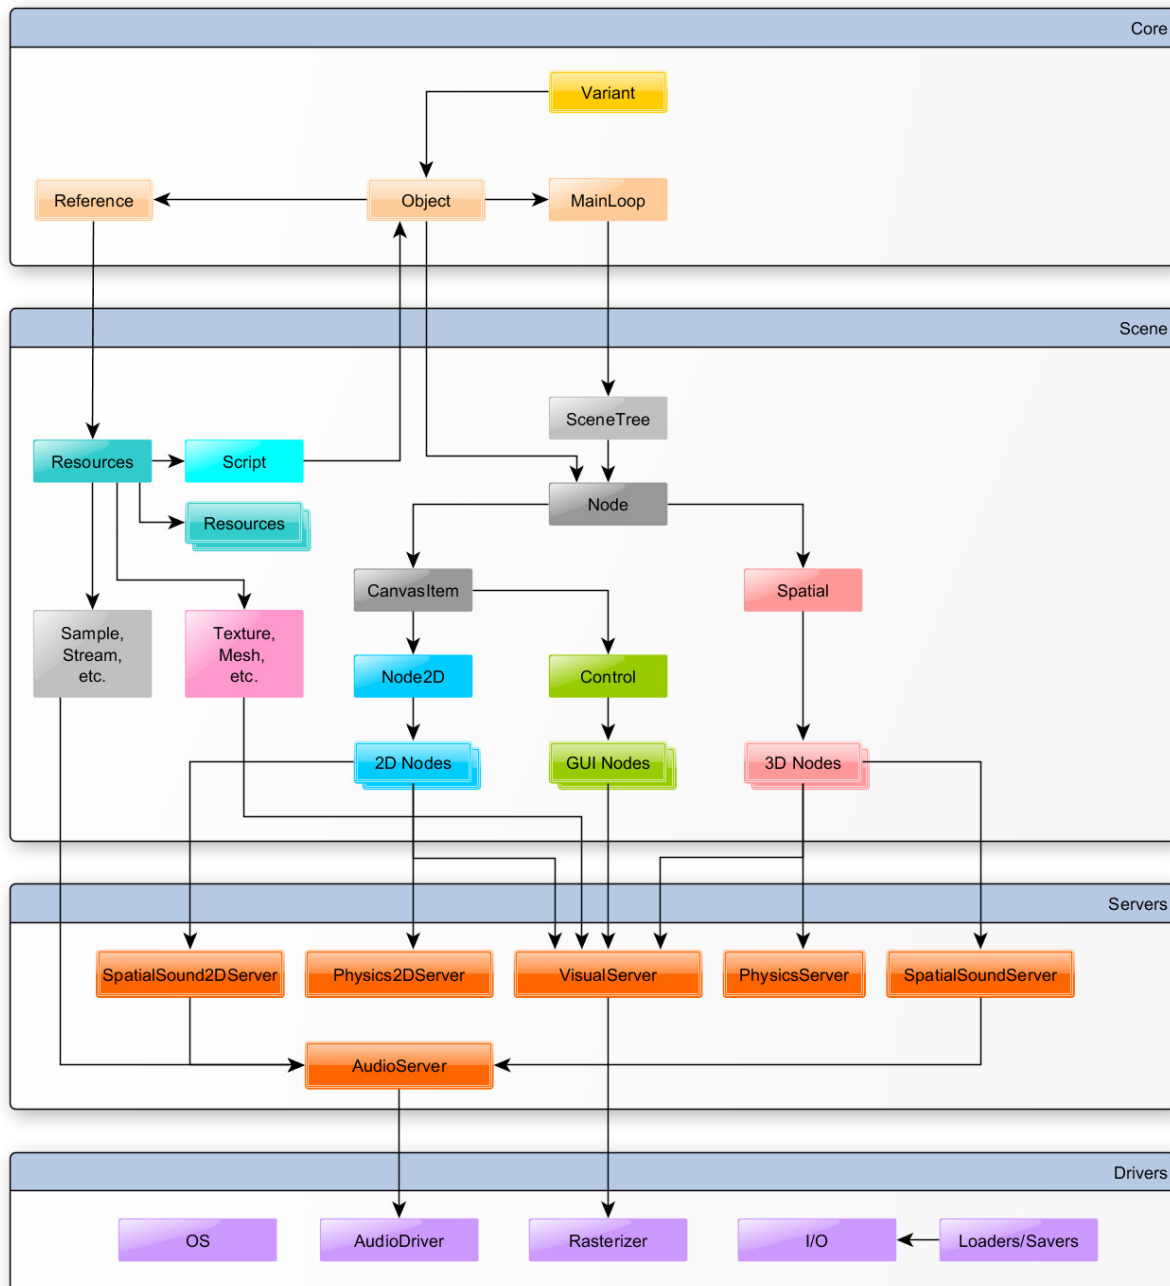 Core
Variant
Reference
Object
MainLoop
Scene
SceneTree
Resources
Script
Node
Resources
CanvasItem
Spatial
Sample,
Stream,
etc.
Texture,
Mesh,
etc.
Node2D
Control
2D Nodes
GUI Nodes
3D Nodes
Servers
SpatialSound2DServer
Physics2DServer
VisualServer
PhysicsServer
SpatialSoundServer
AudioServer
Drivers
OS
AudioDriver
Rasterizer
I/O
Loaders/Savers